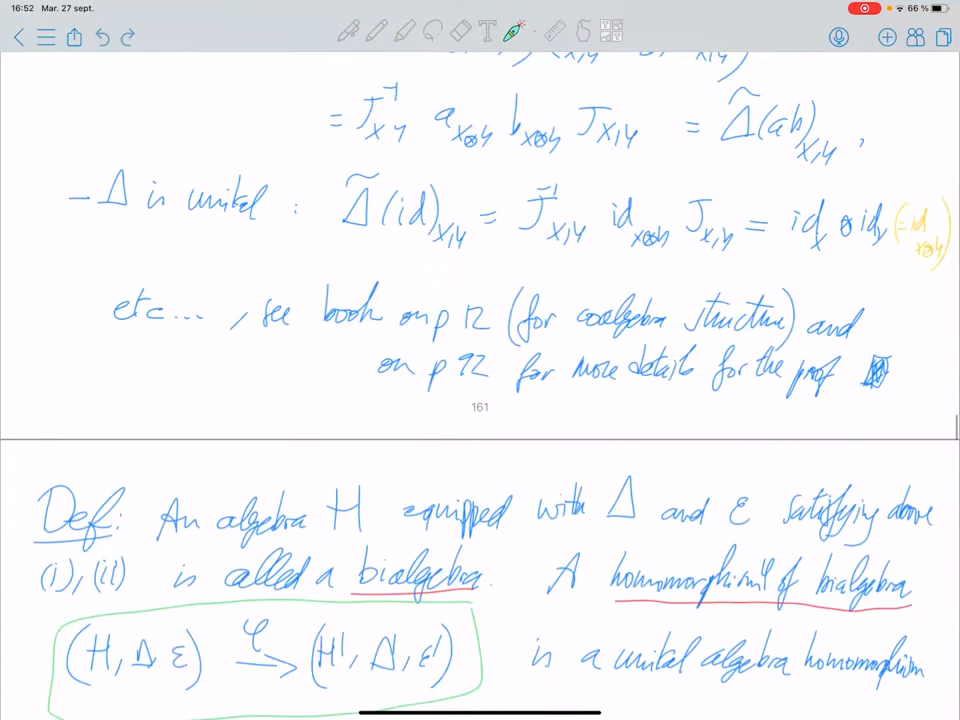 16:52 Mar. 27 sept. 66 %
= J⁻¹_{X,Y} a_{X⊗Y} b_{X⊗Y} J_{X,Y} = Δ̃(ab)_{X,Y},
- Δ is unital : Δ̃(id)_{X,Y} = J⁻¹_{X,Y} id_{X⊗Y} J_{X,Y} = id_X ⊗ id_Y (= id_{X⊗Y})
etc..., see book on p 12 (for coalgebra structure) and
on p 92 for more details for the proof
161
Def: An algebra H equipped with Δ and ε satisfying above
(i), (ii) is called a bialgebra. A homomorphism of bialgebra
(H, Δ, ε) φ→ (H', Δ', ε') is a unital algebra homomorphism